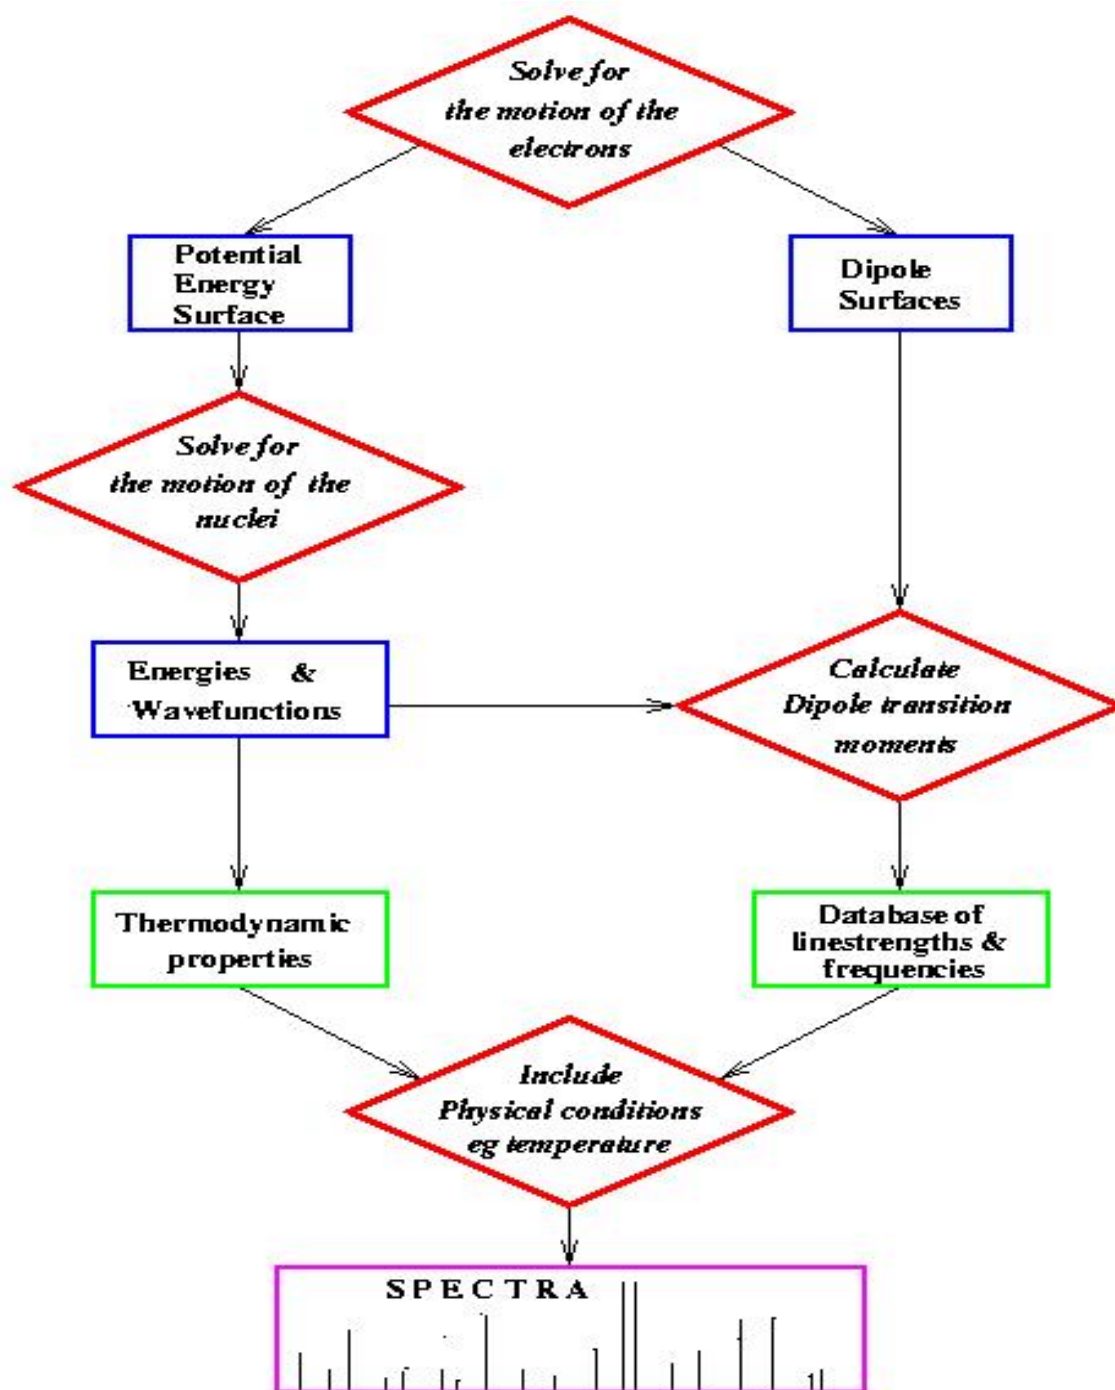 Solve for
the motion of the
electrons
Potential
Energy
Surface
Dipole
Surfaces
Solve for
the motion of the
nuclei
Energies &
Wavefunctions
Calculate
Dipole transition
moments
Thermodynamic
properties
Database of
linestrengths &
frequencies
Include
Physical conditions
eg temperature
SPECTRA